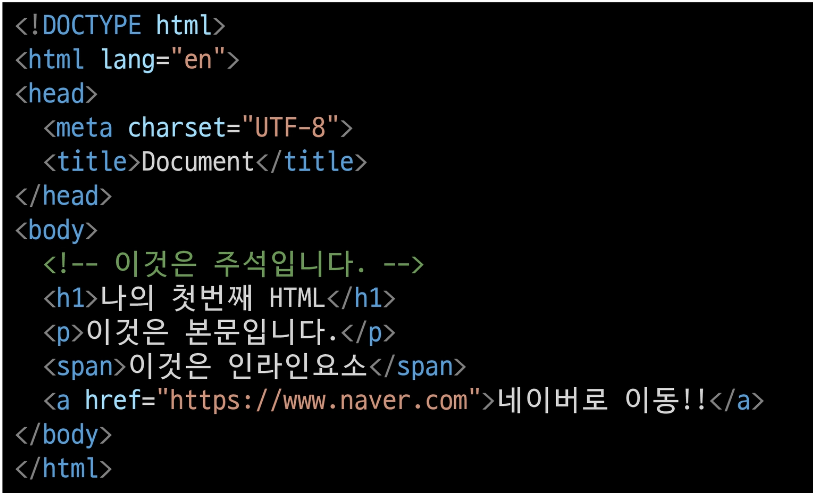 <!DOCTYPE html>
<html lang="en">
<head>
  <meta charset="UTF-8">
  <title>Document</title>
</head>
<body>
  <!-- 이것은 주석입니다. -->
  <h1>나의 첫번째 HTML</h1>
  <p>이것은 본문입니다.</p>
  <span>이것은 인라인요소</span>
  <a href="https://www.naver.com">네이버로 이동!!</a>
</body>
</html>